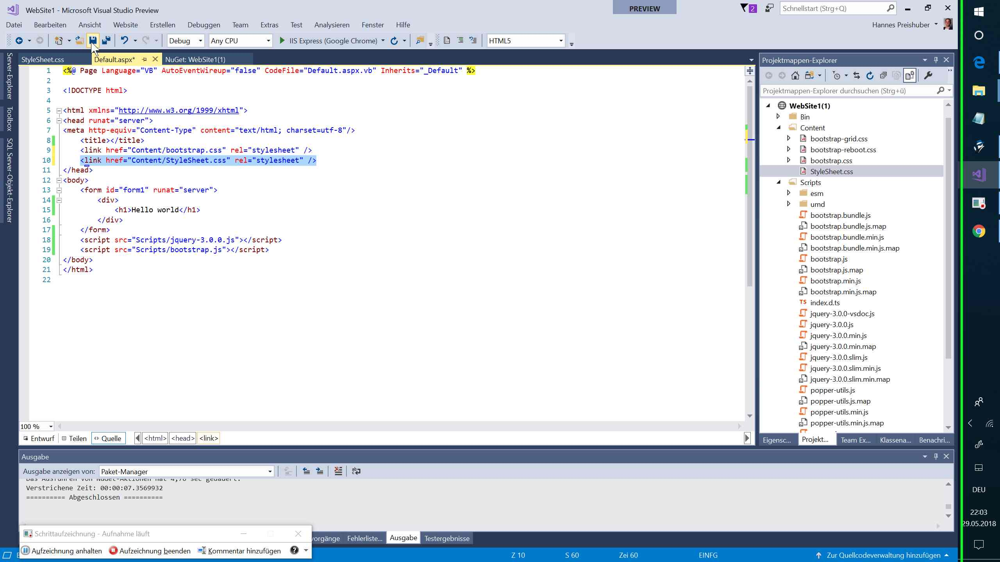 WebSite1 - Microsoft Visual Studio Preview
PREVIEW
2
Schnellstart (Strg+Q)
Datei Bearbeiten Ansicht Website Erstellen Debuggen Team Extras Test Analysieren Fenster Hilfe
Hannes Preishuber
Debug Any CPU IIS Express (Google Chrome) HTML5
Server-Explorer
Toolbox
SQL Server-Objekt-Explorer
StyleSheet.css Default.aspx* NuGet: WebSite1(1)
1 <%@ Page Language="VB" AutoEventWireup="false" CodeFile="Default.aspx.vb" Inherits="_Default" %>
2
3 <!DOCTYPE html>
4
5 <html xmlns="http://www.w3.org/1999/xhtml">
6 <head runat="server">
7 <meta http-equiv="Content-Type" content="text/html; charset=utf-8"/>
8 <title></title>
9 <link href="Content/bootstrap.css" rel="stylesheet" />
10 <link href="Content/StyleSheet.css" rel="stylesheet" />
11 </head>
12 <body>
13 <form id="form1" runat="server">
14 <div>
15 <h1>Hello world</h1>
16 </div>
17 </form>
18 <script src="Scripts/jquery-3.0.0.js"></script>
19 <script src="Scripts/bootstrap.js"></script>
20 </body>
21 </html>
22
100 %
Entwurf Teilen Quelle <html> <head> <link>
Projektmappen-Explorer
Projektmappen-Explorer durchsuchen (Strg+ü)
WebSite1(1)
Bin
Content
bootstrap-grid.css
bootstrap-reboot.css
bootstrap.css
StyleSheet.css
Scripts
esm
umd
bootstrap.bundle.js
bootstrap.bundle.js.map
bootstrap.bundle.min.js
bootstrap.bundle.min.js.map
bootstrap.js
bootstrap.js.map
bootstrap.min.js
bootstrap.min.js.map
TS index.d.ts
jquery-3.0.0-vsdoc.js
jquery-3.0.0.js
jquery-3.0.0.min.js
jquery-3.0.0.min.map
jquery-3.0.0.slim.js
jquery-3.0.0.slim.min.js
jquery-3.0.0.slim.min.map
popper-utils.js
popper-utils.js.map
popper-utils.min.js
popper-utils.min.js.map
Eigensc... Projekt... Team Ex... Klassena... Benachri...
Ausgabe
Ausgabe anzeigen von: Paket-Manager
Das Ausführen von NuGet-Aktionen hat 4,76 sec gedauert.
Verstrichene Zeit: 00:00:07.3569932
========== Abgeschlossen ==========
Schrittaufzeichnung - Aufnahme läuft
Aufzeichnung anhalten Aufzeichnung beenden Kommentar hinzufügen
vorgänge Fehlerliste... Ausgabe Testergebnisse
Z 10 S 60 Zei 60 EINFG Zur Quellcodeverwaltung hinzufügen
DEU
22:03
29.05.2018